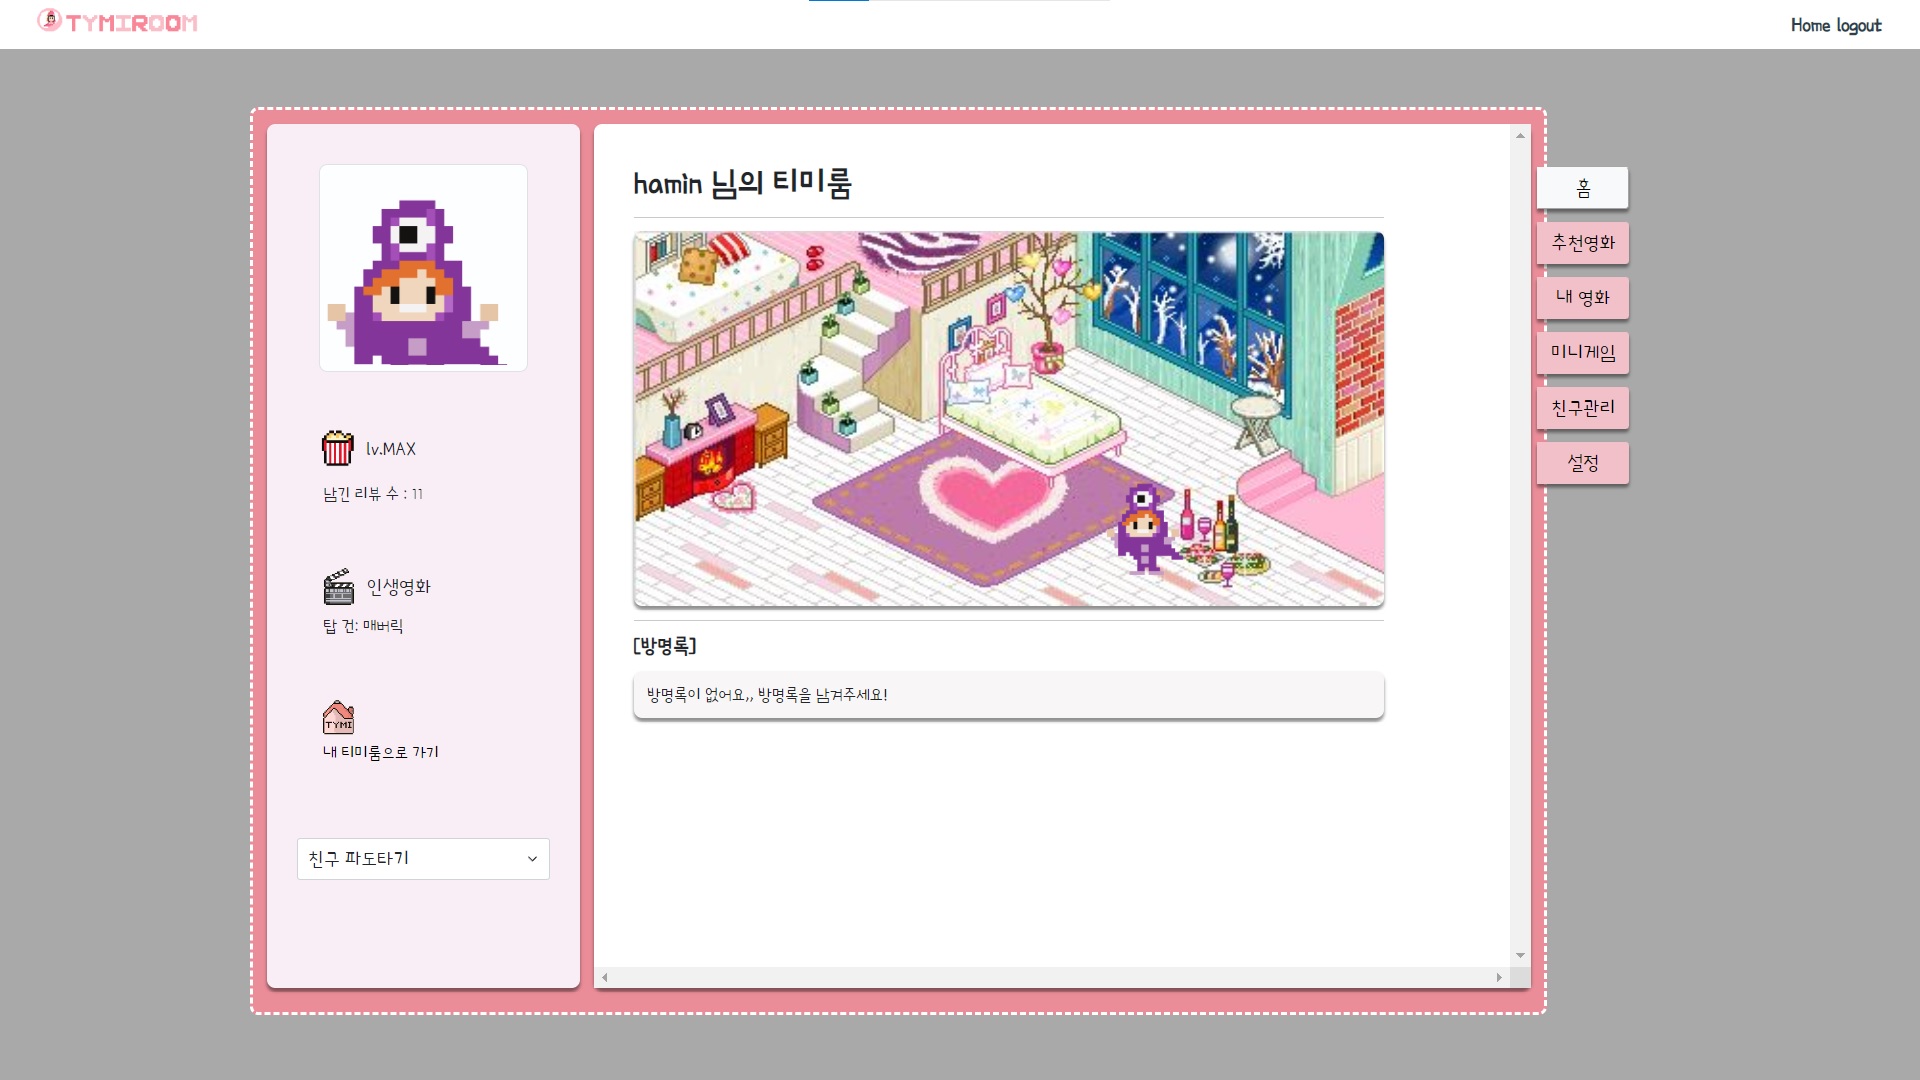 TYMIROOM
Home logout
lv.MAX
남긴 리뷰 수 : 11
인생영화
탑 건: 매버릭
TYMI
내 티미룸으로 가기
친구 파도타기
hamin 님의 티미룸
[방명록]
방명록이 없어요,, 방명록을 남겨주세요!
홈
추천영화
내 영화
미니게임
친구관리
설정